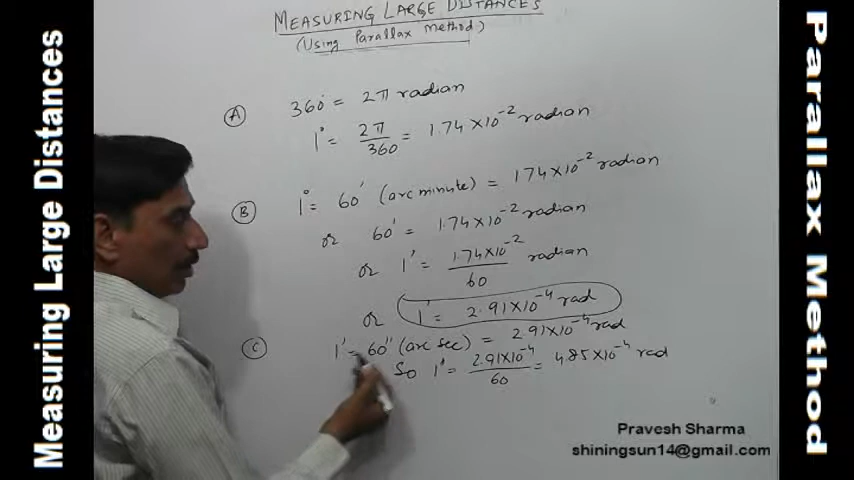 Measuring Large Distances
MEASURING LARGE DISTANCES
(Using Parallax Method)
A 360° = 2π radian
1° = 2π/360 = 1.74×10⁻² radian
B 1° = 60′ (arc minute) = 174×10⁻² radian
or 60′ = 1.74×10⁻² radian
or 1′ = 1.74×10⁻²/60 radian
or 1′ = 2.91×10⁻⁴ rad
C 1′ = 60″ (arc sec) = 2.91×10⁻⁴ rad
So 1″ = 2.91×10⁻⁴/60 = 4.85×10⁻⁴ rad
Pravesh Sharma
shiningsun14@gmail.com
Parallax Method